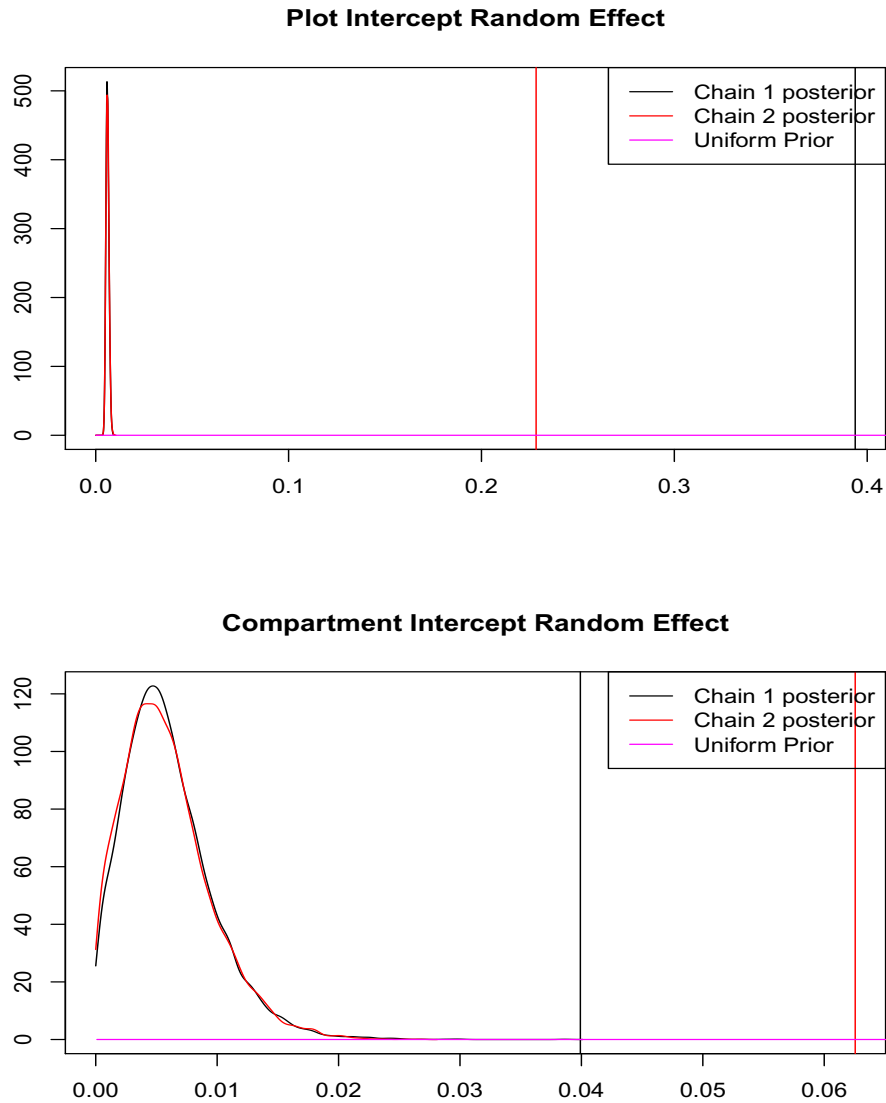 Plot Intercept Random Effect
500
400
300
200
100
0
Chain 1 posterior
Chain 2 posterior
Uniform Prior
0.0 0.1 0.2 0.3 0.4
Compartment Intercept Random Effect
120
100
80
60
40
20
0
Chain 1 posterior
Chain 2 posterior
Uniform Prior
0.00 0.01 0.02 0.03 0.04 0.05 0.06